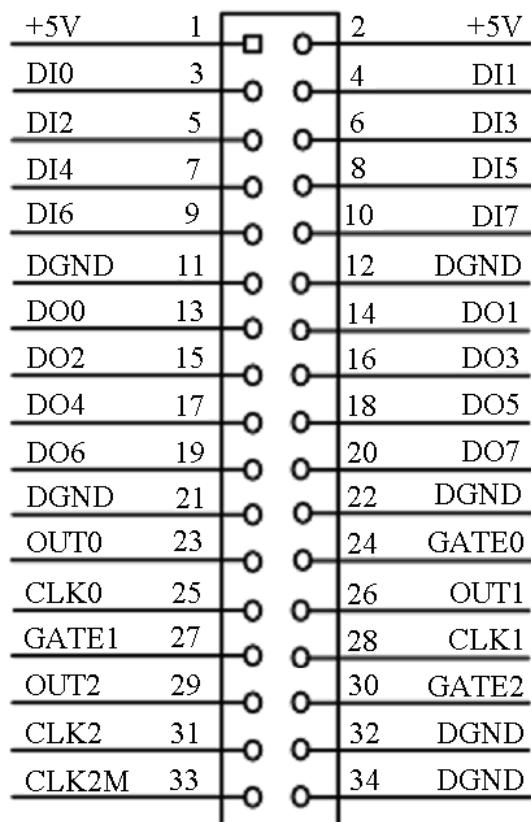 +5V 1 2 +5V
DI0 3 4 DI1
DI2 5 6 DI3
DI4 7 8 DI5
DI6 9 10 DI7
DGND 11 12 DGND
DO0 13 14 DO1
DO2 15 16 DO3
DO4 17 18 DO5
DO6 19 20 DO7
DGND 21 22 DGND
OUT0 23 24 GATE0
CLK0 25 26 OUT1
GATE1 27 28 CLK1
OUT2 29 30 GATE2
CLK2 31 32 DGND
CLK2M 33 34 DGND